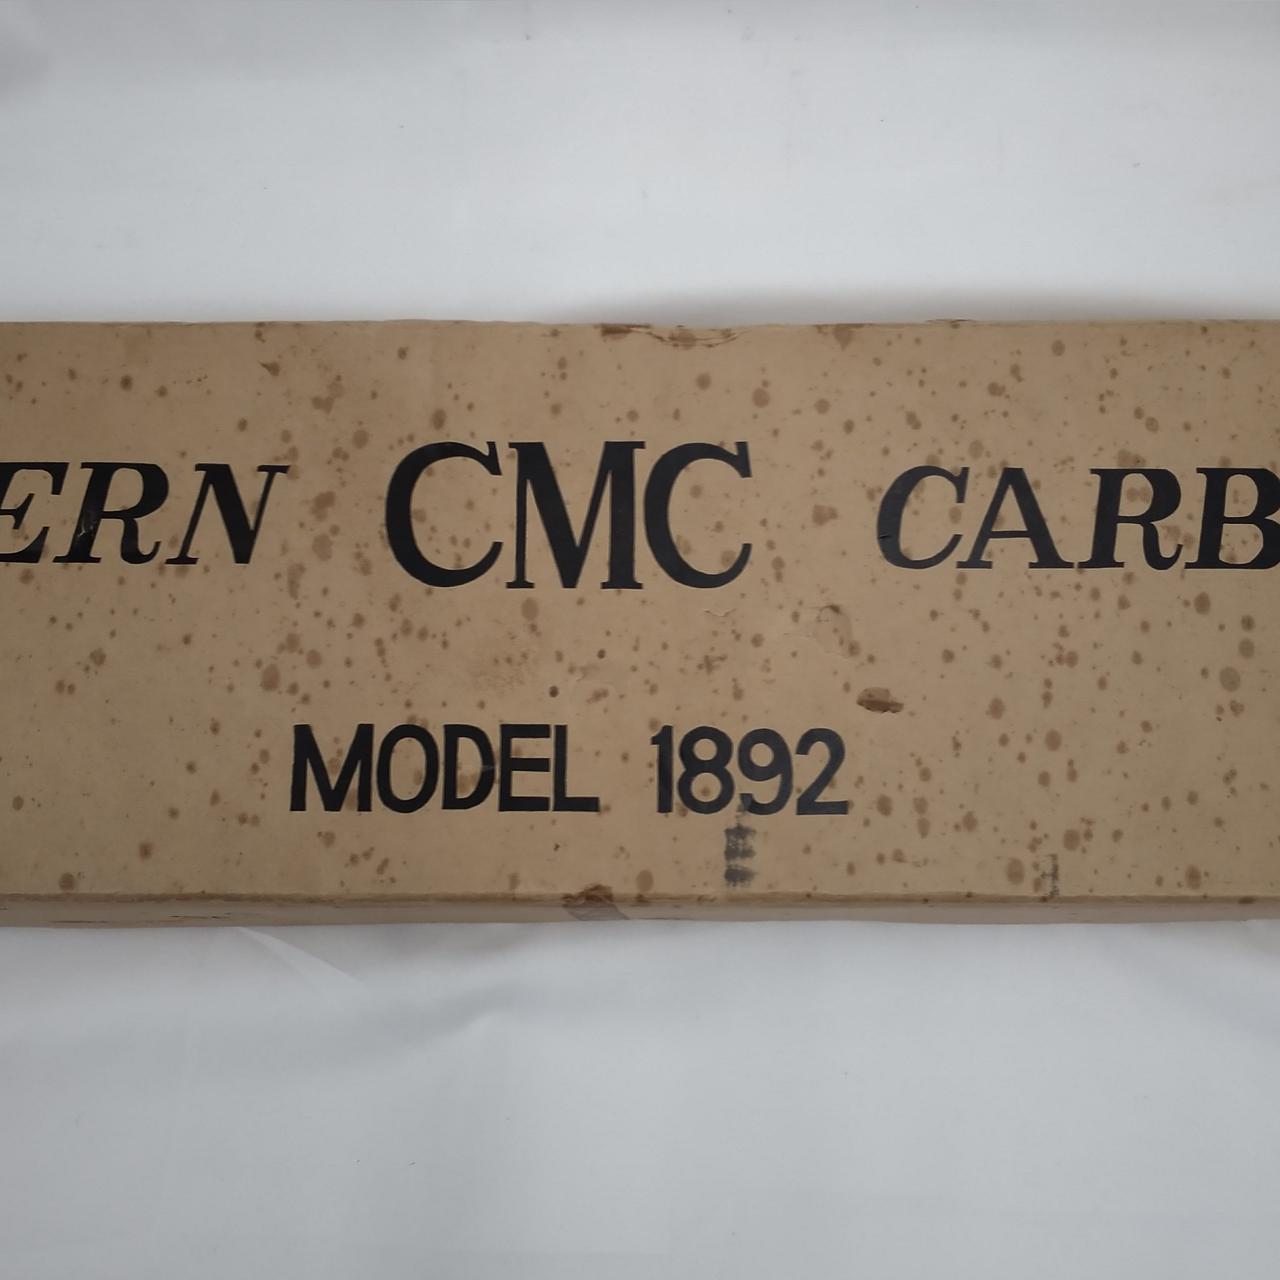 ERN CMC CARB
MODEL 1892